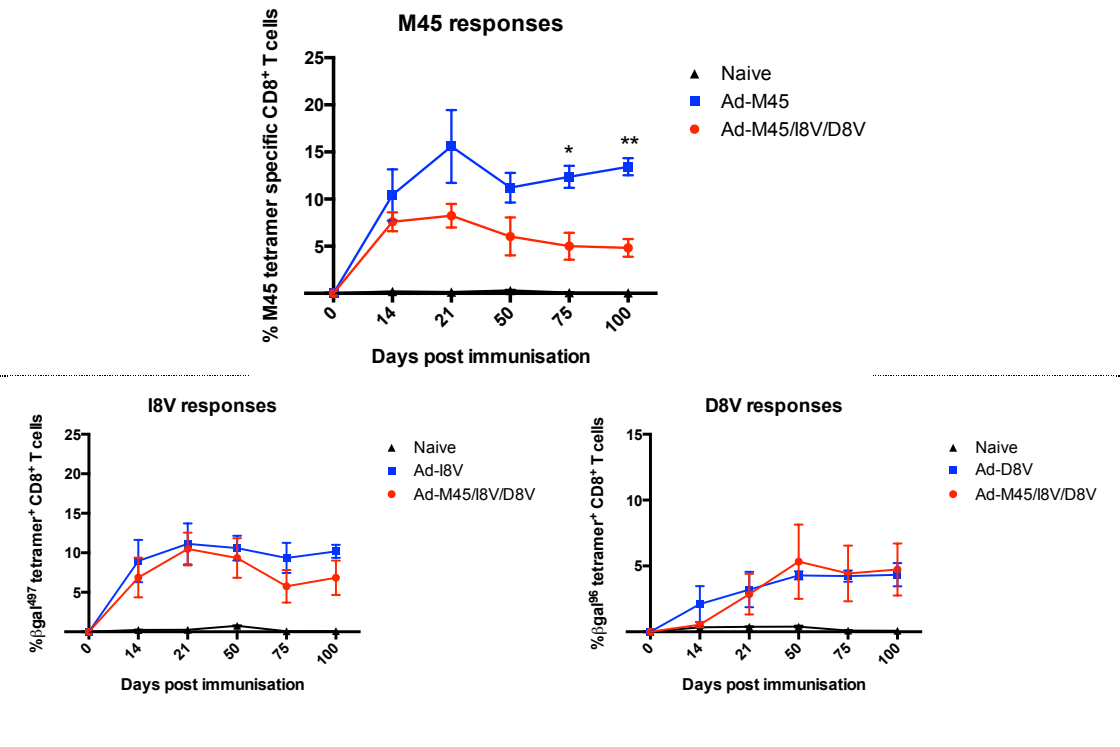 M45 responses
% M45 tetramer specific CD8⁺ T cells
25
20
15
10
5
*
**
0
14
21
50
75
100
Days post immunisation
Naive
Ad-M45
Ad-M45/I8V/D8V
I8V responses
%βgal⁴⁹⁷ tetramer⁺ CD8⁺ T cells
25
20
15
10
5
0
14
21
50
75
100
Days post immunisation
Naive
Ad-I8V
Ad-M45/I8V/D8V
D8V responses
%βgal⁹⁶ tetramer⁺ CD8⁺ T cells
15
10
5
0
14
21
50
75
100
Days post immunisation
Naive
Ad-D8V
Ad-M45/I8V/D8V